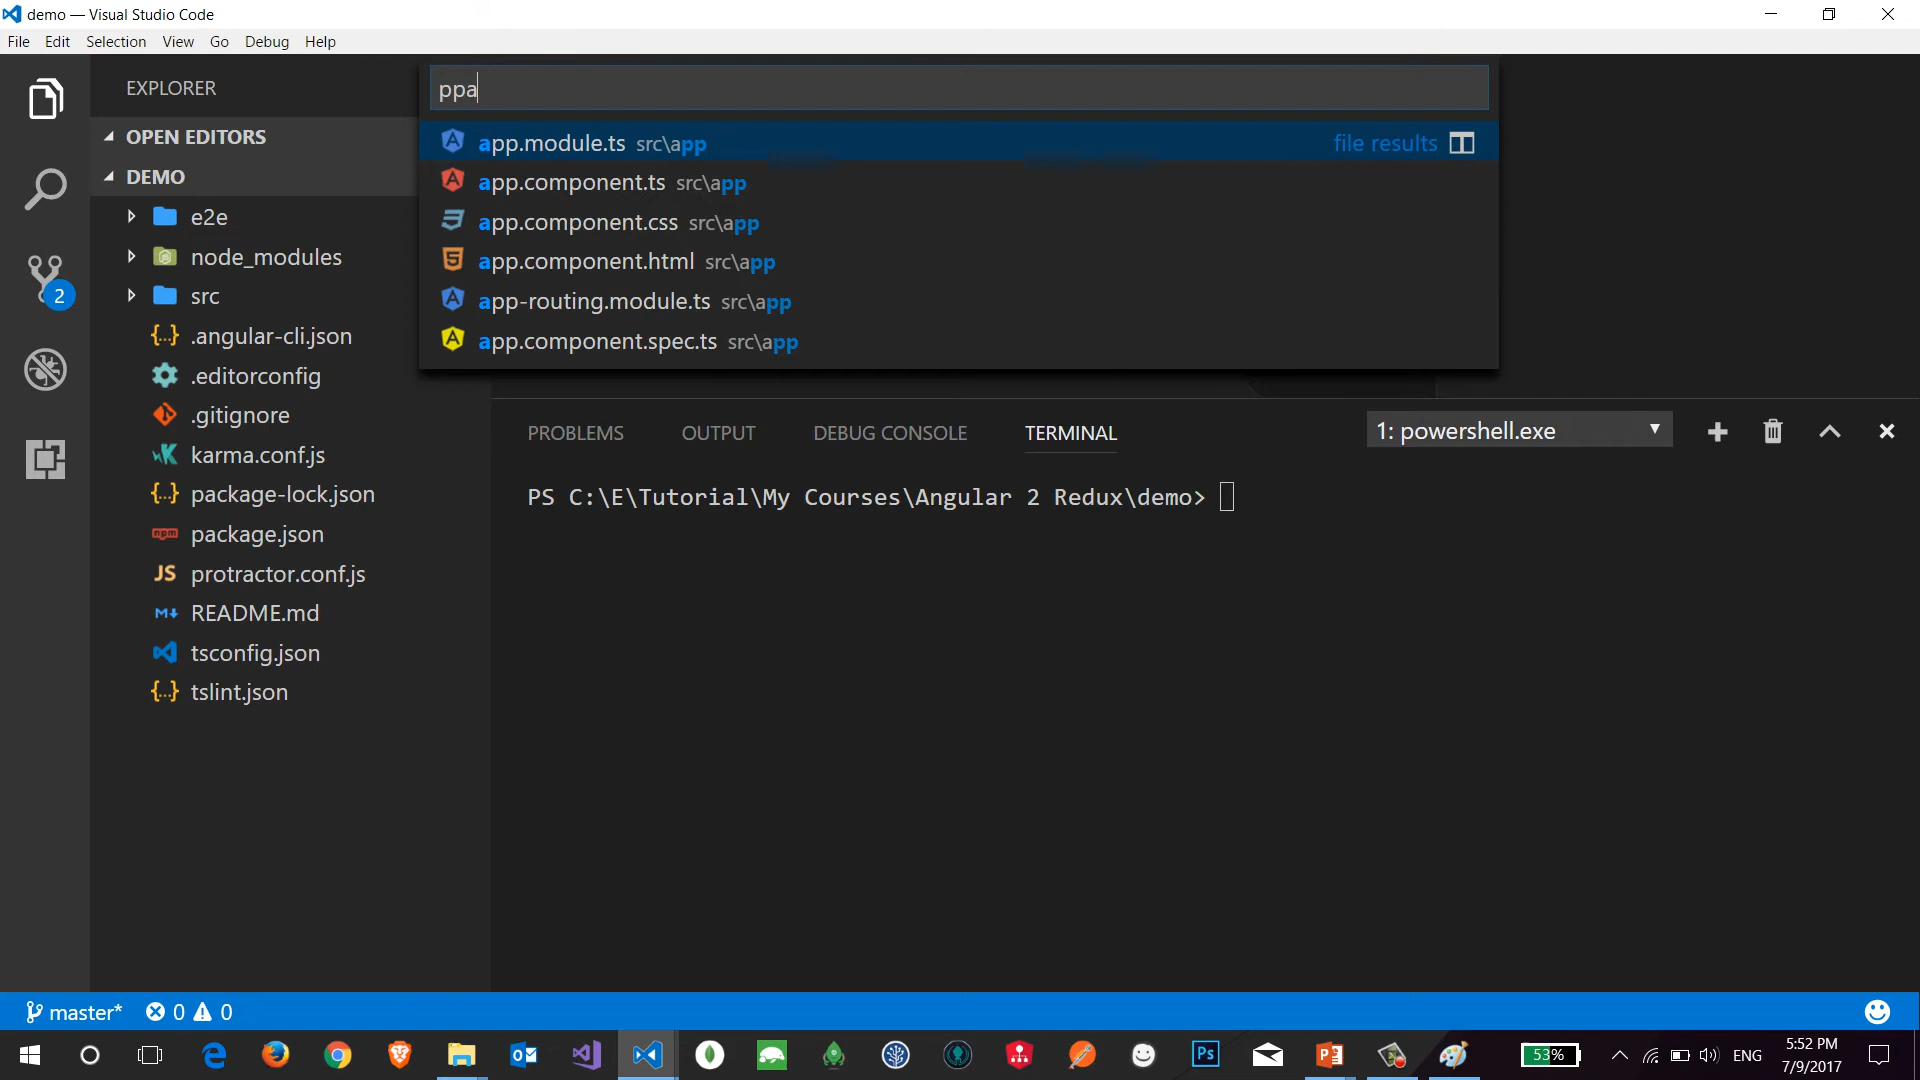 demo — Visual Studio Code
File Edit Selection View Go Debug Help
EXPLORER
OPEN EDITORS
DEMO
e2e
node_modules
src
.angular-cli.json
.editorconfig
.gitignore
karma.conf.js
package-lock.json
package.json
protractor.conf.js
README.md
tsconfig.json
tslint.json
2
ppa
app.module.ts src\app file results
app.component.ts src\app
app.component.css src\app
app.component.html src\app
app-routing.module.ts src\app
app.component.spec.ts src\app
PROBLEMS OUTPUT DEBUG CONSOLE TERMINAL 1: powershell.exe
PS C:\E\Tutorial\My Courses\Angular 2 Redux\demo>
master* 0 0
53% ENG 5:52 PM
7/9/2017